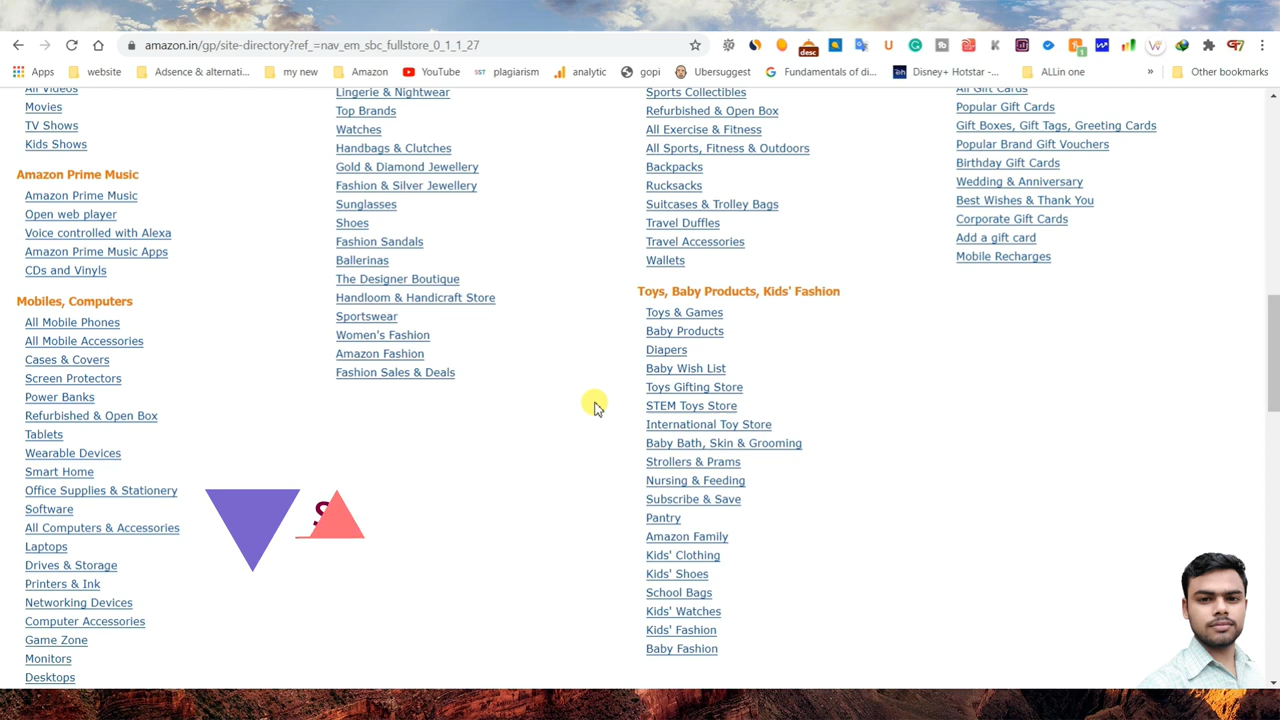 amazon.in/gp/site-directory?ref_=nav_em_sbc_fullstore_0_1_1_27
desc
1
Apps
website
Adsence & alternati...
my new
Amazon
YouTube
SST
plagiarism
analytic
gopi
Ubersuggest
Fundamentals of di...
Disney+ Hotstar -...
ALLin one
»
Other bookmarks
All Videos
Movies
TV Shows
Kids Shows
Amazon Prime Music
Amazon Prime Music
Open web player
Voice controlled with Alexa
Amazon Prime Music Apps
CDs and Vinyls
Mobiles, Computers
All Mobile Phones
All Mobile Accessories
Cases & Covers
Screen Protectors
Power Banks
Refurbished & Open Box
Tablets
Wearable Devices
Smart Home
Office Supplies & Stationery
Software
All Computers & Accessories
Laptops
Drives & Storage
Printers & Ink
Networking Devices
Computer Accessories
Game Zone
Monitors
Desktops
Lingerie & Nightwear
Top Brands
Watches
Handbags & Clutches
Gold & Diamond Jewellery
Fashion & Silver Jewellery
Sunglasses
Shoes
Fashion Sandals
Ballerinas
The Designer Boutique
Handloom & Handicraft Store
Sportswear
Women's Fashion
Amazon Fashion
Fashion Sales & Deals
Sports Collectibles
Refurbished & Open Box
All Exercise & Fitness
All Sports, Fitness & Outdoors
Backpacks
Rucksacks
Suitcases & Trolley Bags
Travel Duffles
Travel Accessories
Wallets
Toys, Baby Products, Kids' Fashion
Toys & Games
Baby Products
Diapers
Baby Wish List
Toys Gifting Store
STEM Toys Store
International Toy Store
Baby Bath, Skin & Grooming
Strollers & Prams
Nursing & Feeding
Subscribe & Save
Pantry
Amazon Family
Kids' Clothing
Kids' Shoes
School Bags
Kids' Watches
Kids' Fashion
Baby Fashion
All Gift Cards
Popular Gift Cards
Gift Boxes, Gift Tags, Greeting Cards
Popular Brand Gift Vouchers
Birthday Gift Cards
Wedding & Anniversary
Best Wishes & Thank You
Corporate Gift Cards
Add a gift card
Mobile Recharges